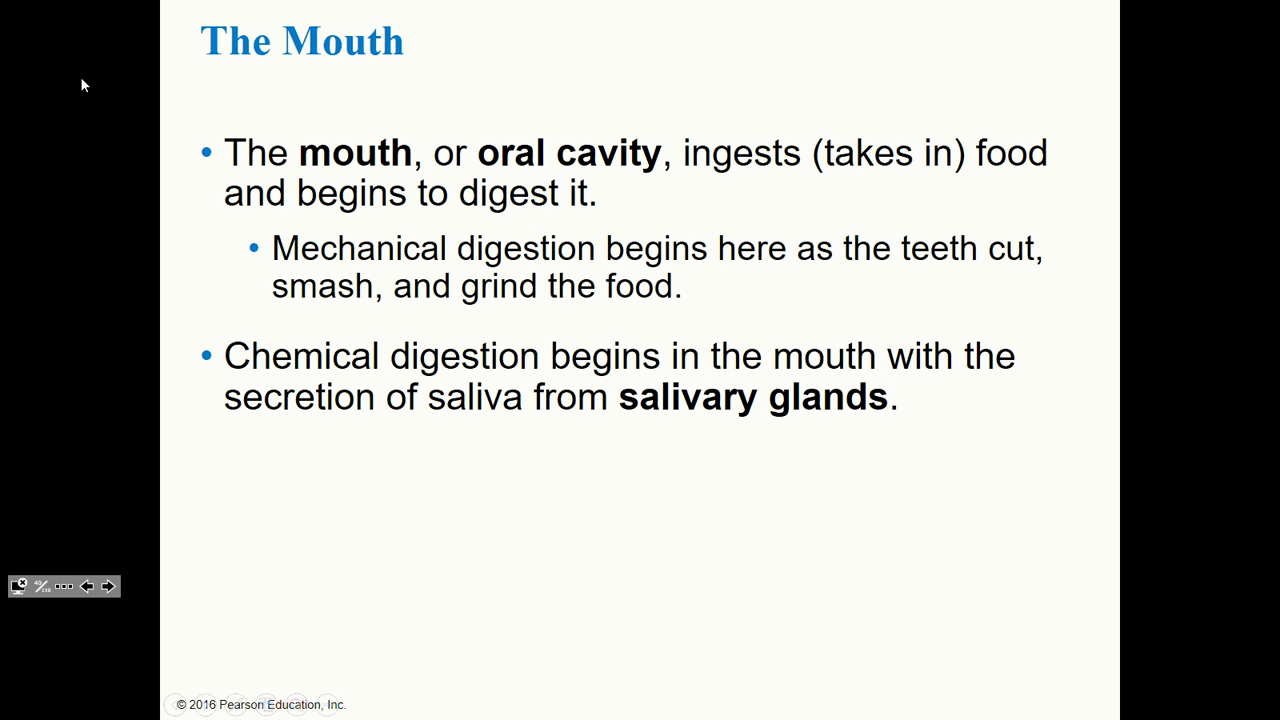 The Mouth
• The mouth, or oral cavity, ingests (takes in) food
and begins to digest it.
• Mechanical digestion begins here as the teeth cut,
smash, and grind the food.
• Chemical digestion begins in the mouth with the
secretion of saliva from salivary glands.
© 2016 Pearson Education, Inc.